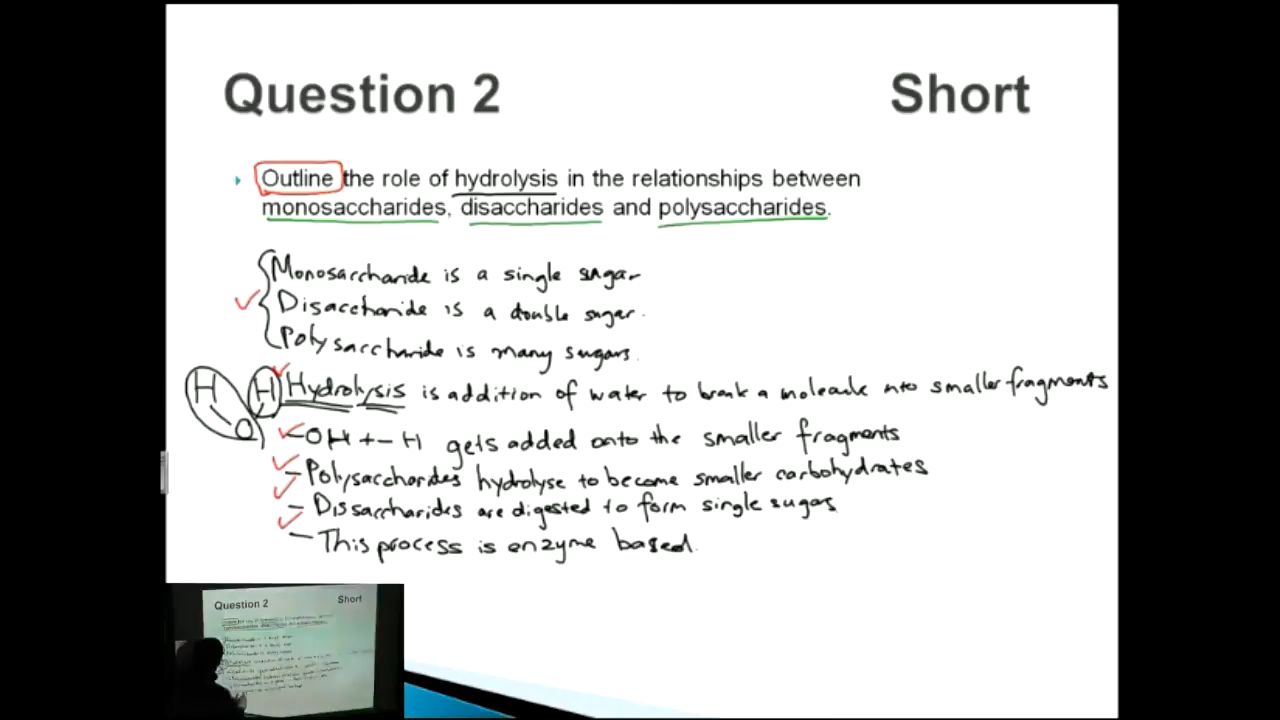 Question 2 Short
Outline the role of hydrolysis in the relationships between
monosaccharides, disaccharides and polysaccharides.
Monosaccharide is a single sugar
Disaccharide is a double sugar.
Polysaccharide is many sugars.
H H Hydrolysis is addition of water to break a molecule into smaller fragments
O
-OH + -H gets added onto the smaller fragments
- Polysaccharides hydrolyse to become smaller carbohydrates
- Dissaccharides are digested to form single sugas
- This process is enzyme based.
Question 2 Short